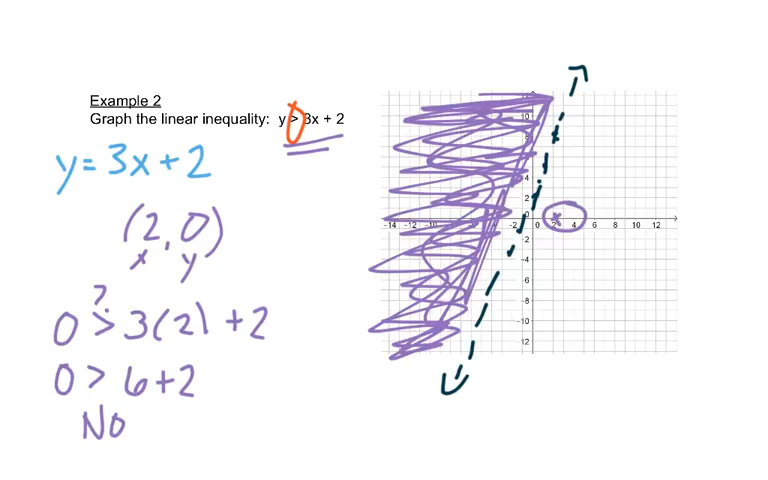 Example 2
Graph the linear inequality: y > 3x + 2
y = 3x + 2
(2, 0)
x y
?
0 > 3(2) + 2
0 > 6 + 2
No
10
8
4
2
0
-14 -12 -10 -8 2 4 6 8 10 12
-2
-4
-6
-8
-10
12